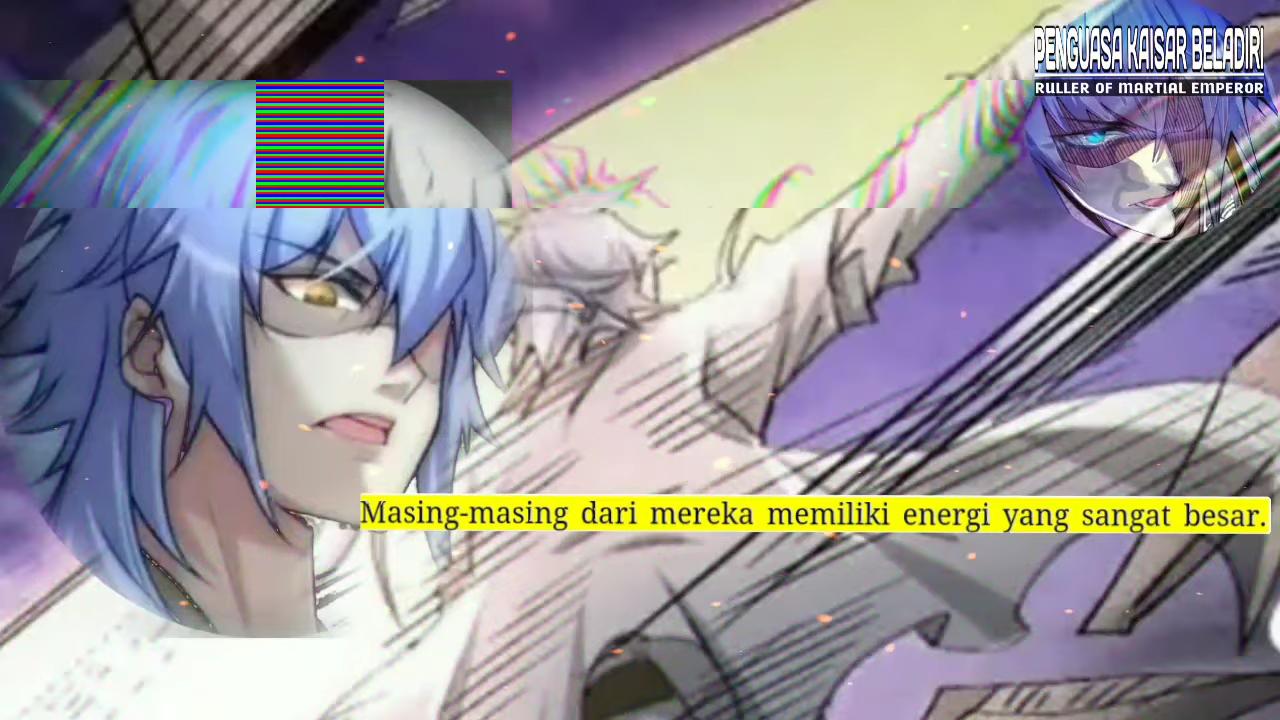 PENGUASA KAISAR BELADIRI
RULLER OF MARTIAL EMPEROR
Masing-masing dari mereka memiliki energi yang sangat besar.